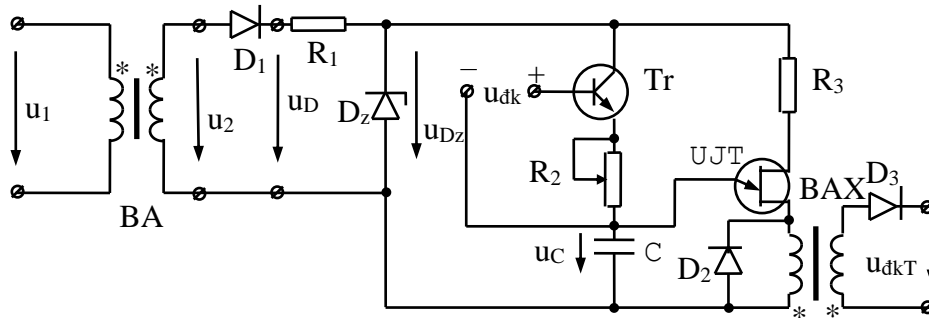 u1
* *
BA
u2
D1
uD
R1
Dz
uDz
− uđk +
Tr
R2
uC
C
R3
UJT
BAX
D2
D3
uđkT
* *